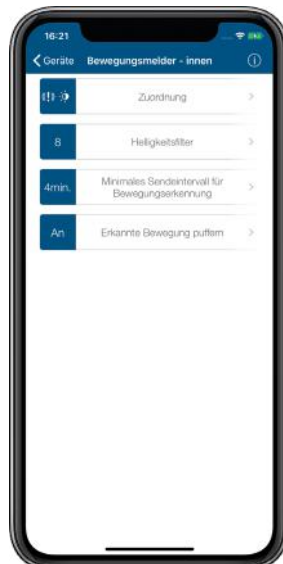 16:21
Geräte Bewegungsmelder - innen
Zuordnung
8 Helligkeitsfilter
4min. Minimales Sendeintervall für
Bewegungserkennung
An Erkannte Bewegung puffern